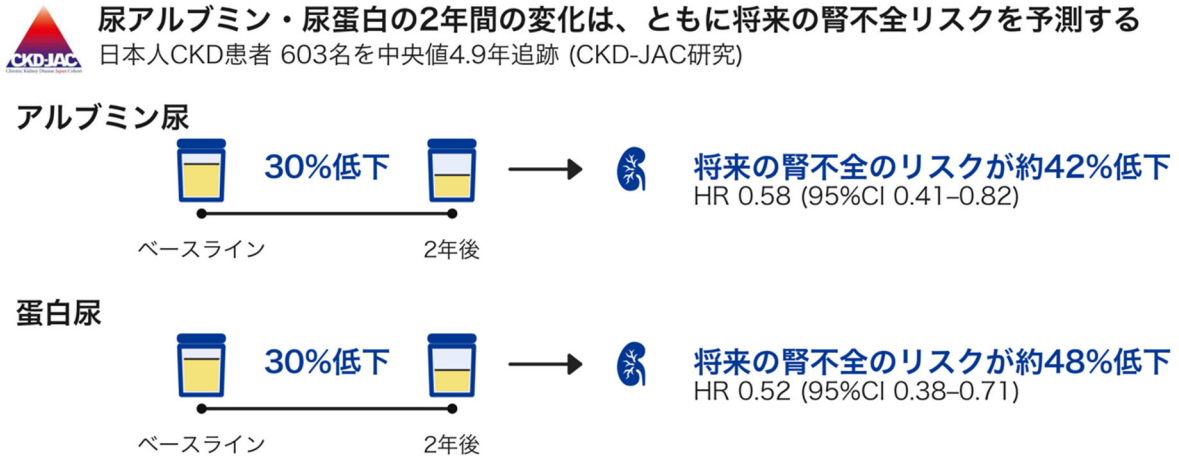 尿アルブミン・尿蛋白の2年間の変化は、ともに将来の腎不全リスクを予測する
日本人CKD患者 603名を中央値4.9年追跡 (CKD-JAC研究)
CKD-JAC
Chronic Kidney Disease Japan Cohort
アルブミン尿
30%低下
将来の腎不全のリスクが約42%低下
HR 0.58 (95%CI 0.41–0.82)
ベースライン
2年後
蛋白尿
30%低下
将来の腎不全のリスクが約48%低下
HR 0.52 (95%CI 0.38–0.71)
ベースライン
2年後